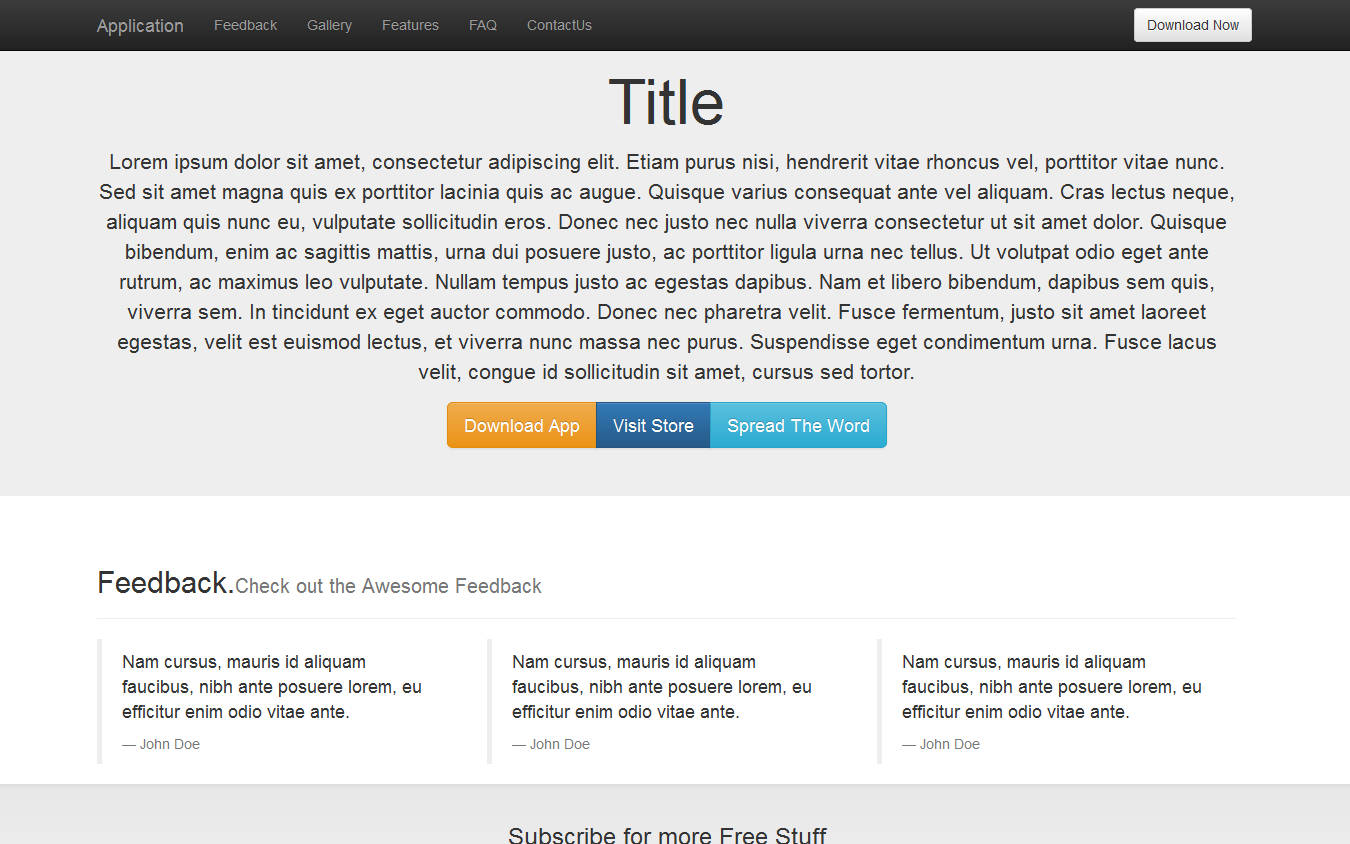 Application Feedback Gallery Features FAQ ContactUs Download Now
Title
Lorem ipsum dolor sit amet, consectetur adipiscing elit. Etiam purus nisi, hendrerit vitae rhoncus vel, porttitor vitae nunc.
Sed sit amet magna quis ex porttitor lacinia quis ac augue. Quisque varius consequat ante vel aliquam. Cras lectus neque,
aliquam quis nunc eu, vulputate sollicitudin eros. Donec nec justo nec nulla viverra consectetur ut sit amet dolor. Quisque
bibendum, enim ac sagittis mattis, urna dui posuere justo, ac porttitor ligula urna nec tellus. Ut volutpat odio eget ante
rutrum, ac maximus leo vulputate. Nullam tempus justo ac egestas dapibus. Nam et libero bibendum, dapibus sem quis,
viverra sem. In tincidunt ex eget auctor commodo. Donec nec pharetra velit. Fusce fermentum, justo sit amet laoreet
egestas, velit est euismod lectus, et viverra nunc massa nec purus. Suspendisse eget condimentum urna. Fusce lacus
velit, congue id sollicitudin sit amet, cursus sed tortor.
Download App Visit Store Spread The Word
Feedback.Check out the Awesome Feedback
Nam cursus, mauris id aliquam
faucibus, nibh ante posuere lorem, eu
efficitur enim odio vitae ante.
— John Doe
Nam cursus, mauris id aliquam
faucibus, nibh ante posuere lorem, eu
efficitur enim odio vitae ante.
— John Doe
Nam cursus, mauris id aliquam
faucibus, nibh ante posuere lorem, eu
efficitur enim odio vitae ante.
— John Doe
Subscribe for more Free Stuff